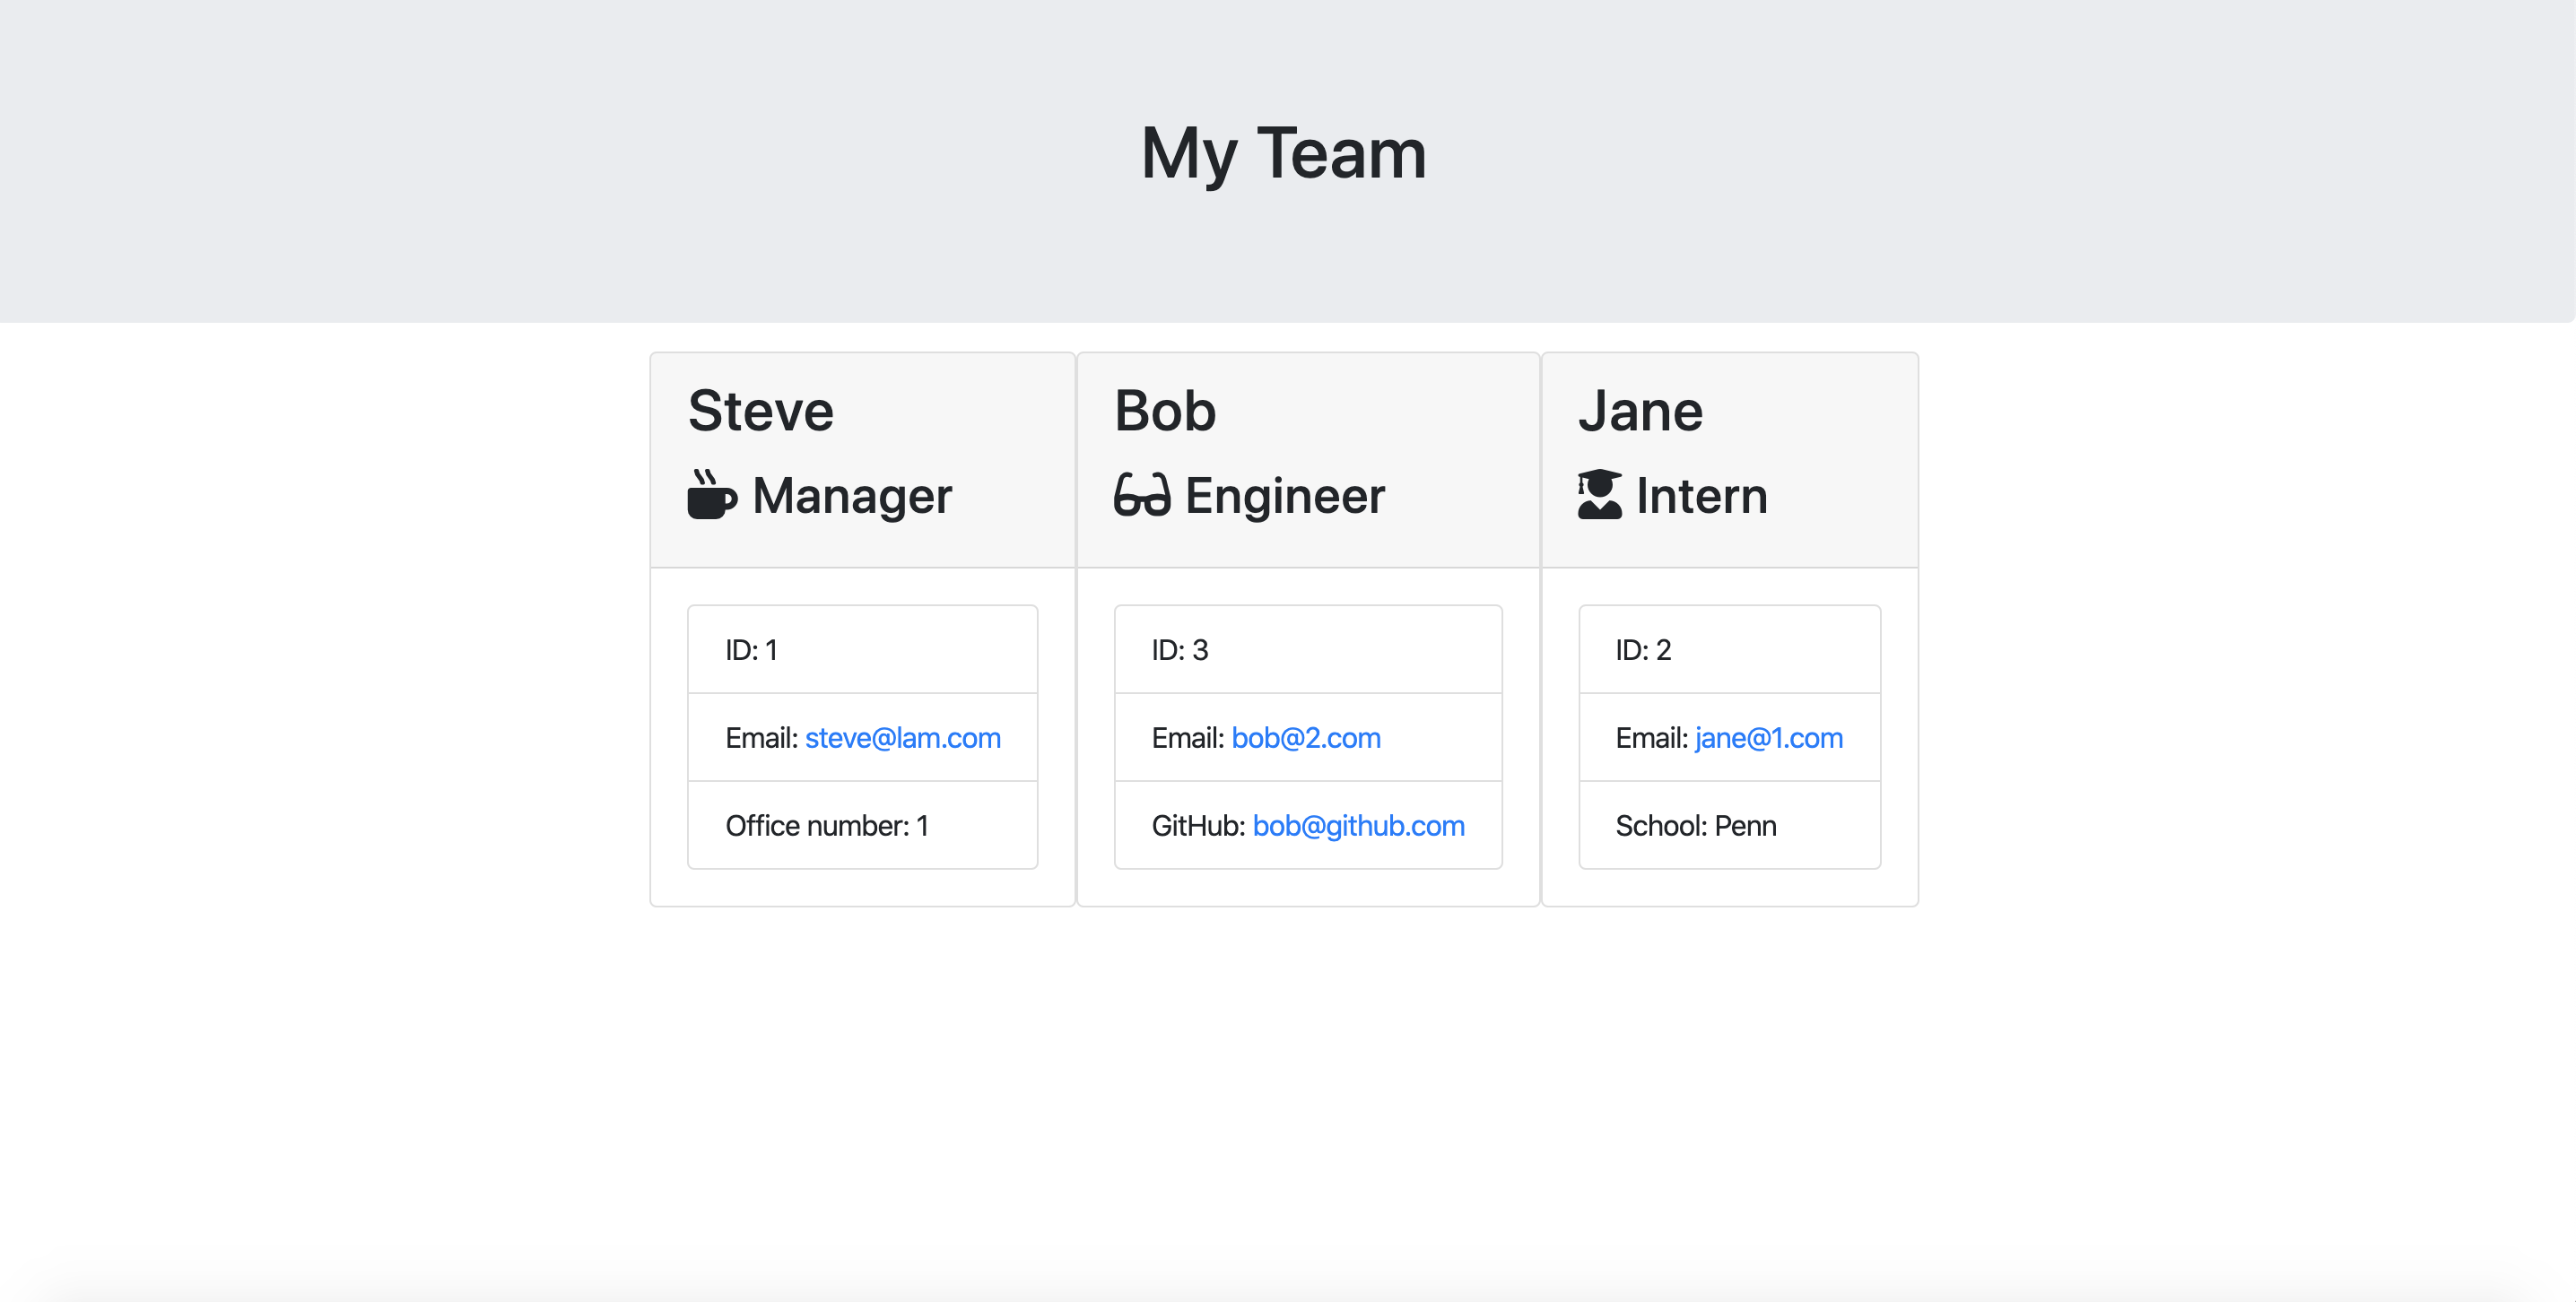 My Team
Steve
Manager
ID: 1
Email: steve@lam.com
Office number: 1
Bob
Engineer
ID: 3
Email: bob@2.com
GitHub: bob@github.com
Jane
Intern
ID: 2
Email: jane@1.com
School: Penn